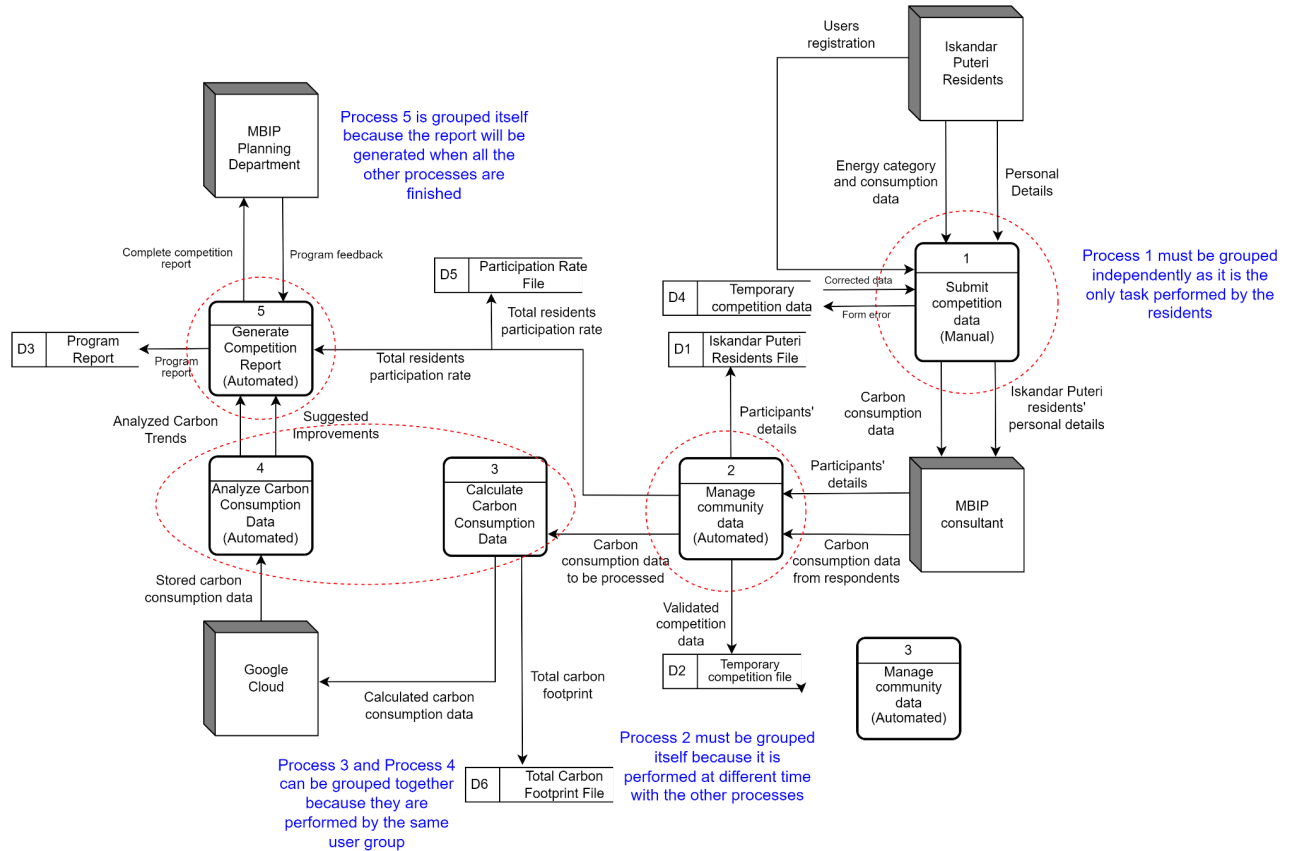 Users
registration
Iskandar
Puteri
Residents
MBIP
Planning
Department
Process 5 is grouped itself
because the report will be
generated when all the
other processes are
finished
Energy category
and consumption
data
Personal
Details
Complete competition
report
Program feedback
D5
Participation Rate
File
1
Submit
competition
data
(Manual)
Process 1 must be grouped
independently as it is the
only task performed by the
residents
D4
Temporary
competition data
Corrected data
Form error
5
Generate
Competition
Report
(Automated)
Total residents
participation rate
D1
Iskandar Puteri
Residents File
D3
Program
Report
Program
report
Total residents
participation rate
Analyzed Carbon
Trends
Suggested
Improvements
Participants'
details
Carbon
consumption
data
Iskandar Puteri
residents'
personal details
4
Analyze Carbon
Consumption
Data
(Automated)
3
Calculate
Carbon
Consumption
Data
2
Manage
community
data
(Automated)
Participants'
details
MBIP
consultant
Carbon
consumption data
to be processed
Carbon
consumption data
from respondents
Stored carbon
consumption data
Validated
competition
data
Google
Cloud
Calculated carbon
consumption data
Total carbon
footprint
D2
Temporary
competition file
3
Manage
community
data
(Automated)
Process 3 and Process 4
can be grouped together
because they are
performed by the same
user group
D6
Total Carbon
Footprint File
Process 2 must be grouped
itself because it is
performed at different time
with the other processes